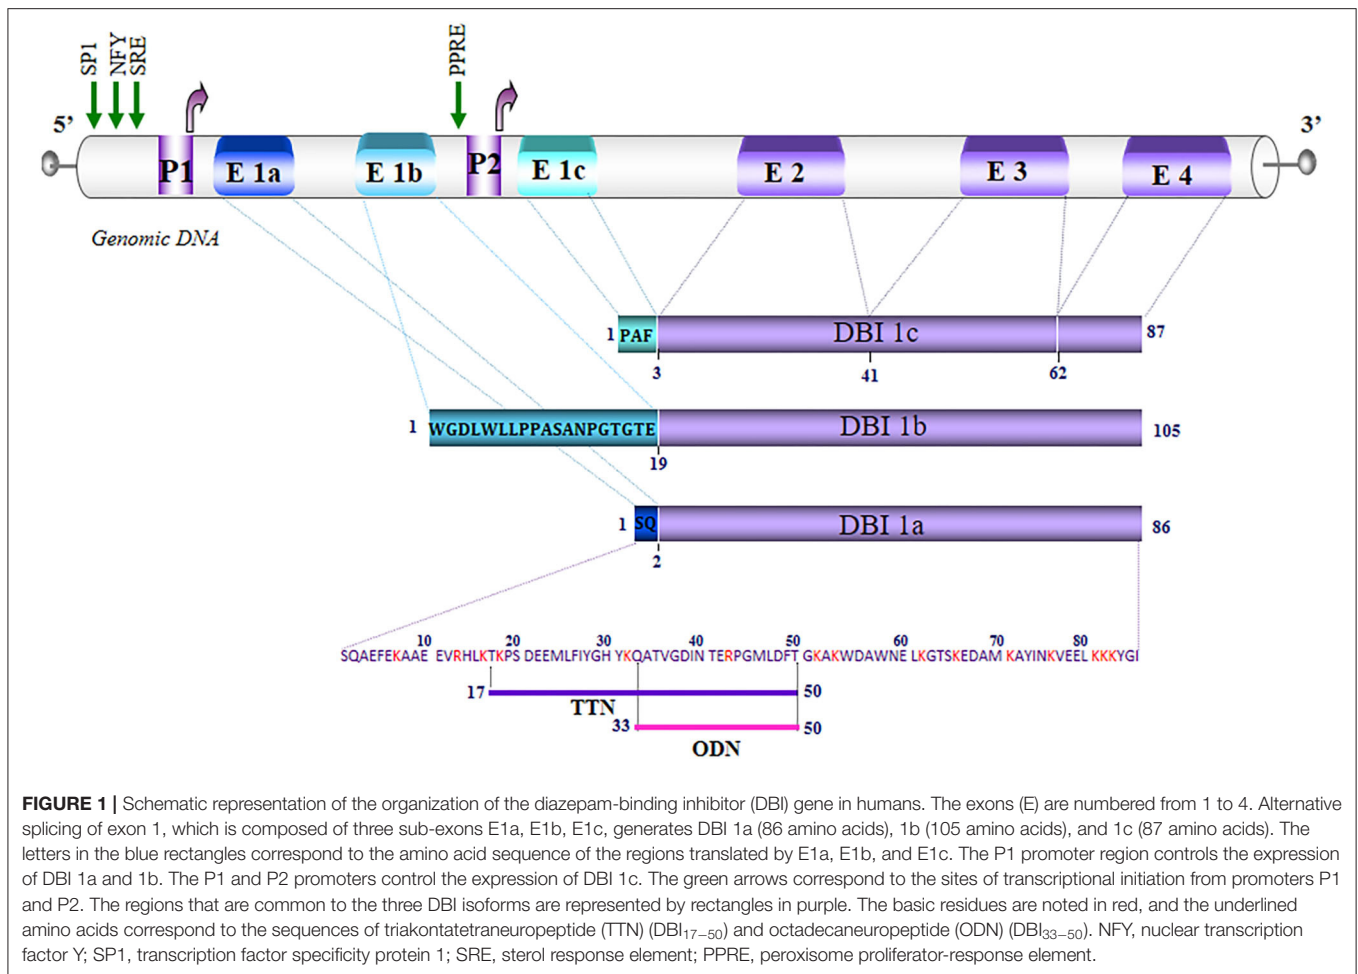 SP1
NFY
SRE
PPRE
5’
3’
P1
E 1a
E 1b
P2
E 1c
E 2
E 3
E 4
Genomic DNA
1 PAF DBI 1c 87
3 41 62
1 WGDLWLLPPASANPGTGTE DBI 1b 105
19
1 SQ DBI 1a 86
2
10 20 30 40 50 60 70 80
SQAEFEKAAE EVRHLKTKPS DEEMLFIYGH YKQATVGDIN TERPGMLDFT GKAKWDAWNE LKGTSKEDAM KAYINKVEEL KKKYGI
17 50
TTN
33 50
ODN
FIGURE 1 | Schematic representation of the organization of the diazepam-binding inhibitor (DBI) gene in humans. The exons (E) are numbered from 1 to 4. Alternative
splicing of exon 1, which is composed of three sub-exons E1a, E1b, E1c, generates DBI 1a (86 amino acids), 1b (105 amino acids), and 1c (87 amino acids). The
letters in the blue rectangles correspond to the amino acid sequence of the regions translated by E1a, E1b, and E1c. The P1 promoter region controls the expression
of DBI 1a and 1b. The P1 and P2 promoters control the expression of DBI 1c. The green arrows correspond to the sites of transcriptional initiation from promoters P1
and P2. The regions that are common to the three DBI isoforms are represented by rectangles in purple. The basic residues are noted in red, and the underlined
amino acids correspond to the sequences of triakontatetraneuropeptide (TTN) (DBI17–50) and octadecaneuropeptide (ODN) (DBI33–50). NFY, nuclear transcription
factor Y; SP1, transcription factor specificity protein 1; SRE, sterol response element; PPRE, peroxisome proliferator-response element.